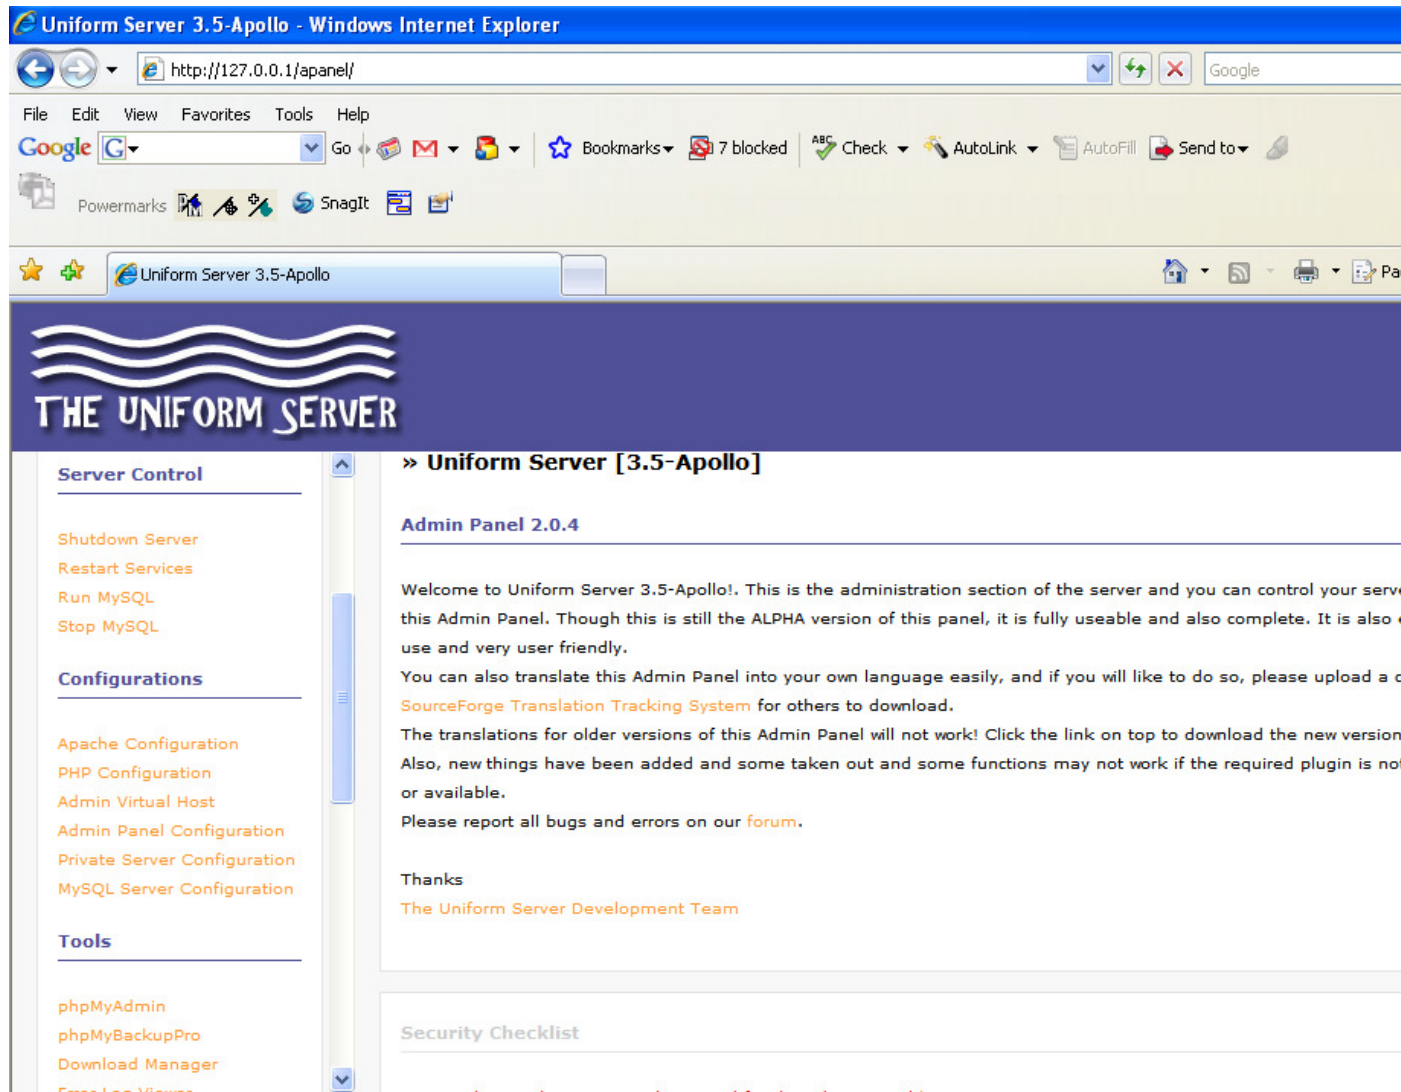 Uniform Server 3.5-Apollo - Windows Internet Explorer
http://127.0.0.1/apanel/
Google
File Edit View Favorites Tools Help
Google G Go Bookmarks 7 blocked ABC Check AutoLink AutoFill Send to
Powermarks SnagIt
Uniform Server 3.5-Apollo
THE UNIFORM SERVER
Server Control
Shutdown Server
Restart Services
Run MySQL
Stop MySQL
Configurations
Apache Configuration
PHP Configuration
Admin Virtual Host
Admin Panel Configuration
Private Server Configuration
MySQL Server Configuration
Tools
phpMyAdmin
phpMyBackupPro
Download Manager
» Uniform Server [3.5-Apollo]
Admin Panel 2.0.4
Welcome to Uniform Server 3.5-Apollo!. This is the administration section of the server and you can control your serve
this Admin Panel. Though this is still the ALPHA version of this panel, it is fully useable and also complete. It is also
use and very user friendly.
You can also translate this Admin Panel into your own language easily, and if you will like to do so, please upload a
SourceForge Translation Tracking System for others to download.
The translations for older versions of this Admin Panel will not work! Click the link on top to download the new version
Also, new things have been added and some taken out and some functions may not work if the required plugin is not
or available.
Please report all bugs and errors on our forum.
Thanks
The Uniform Server Development Team
Security Checklist